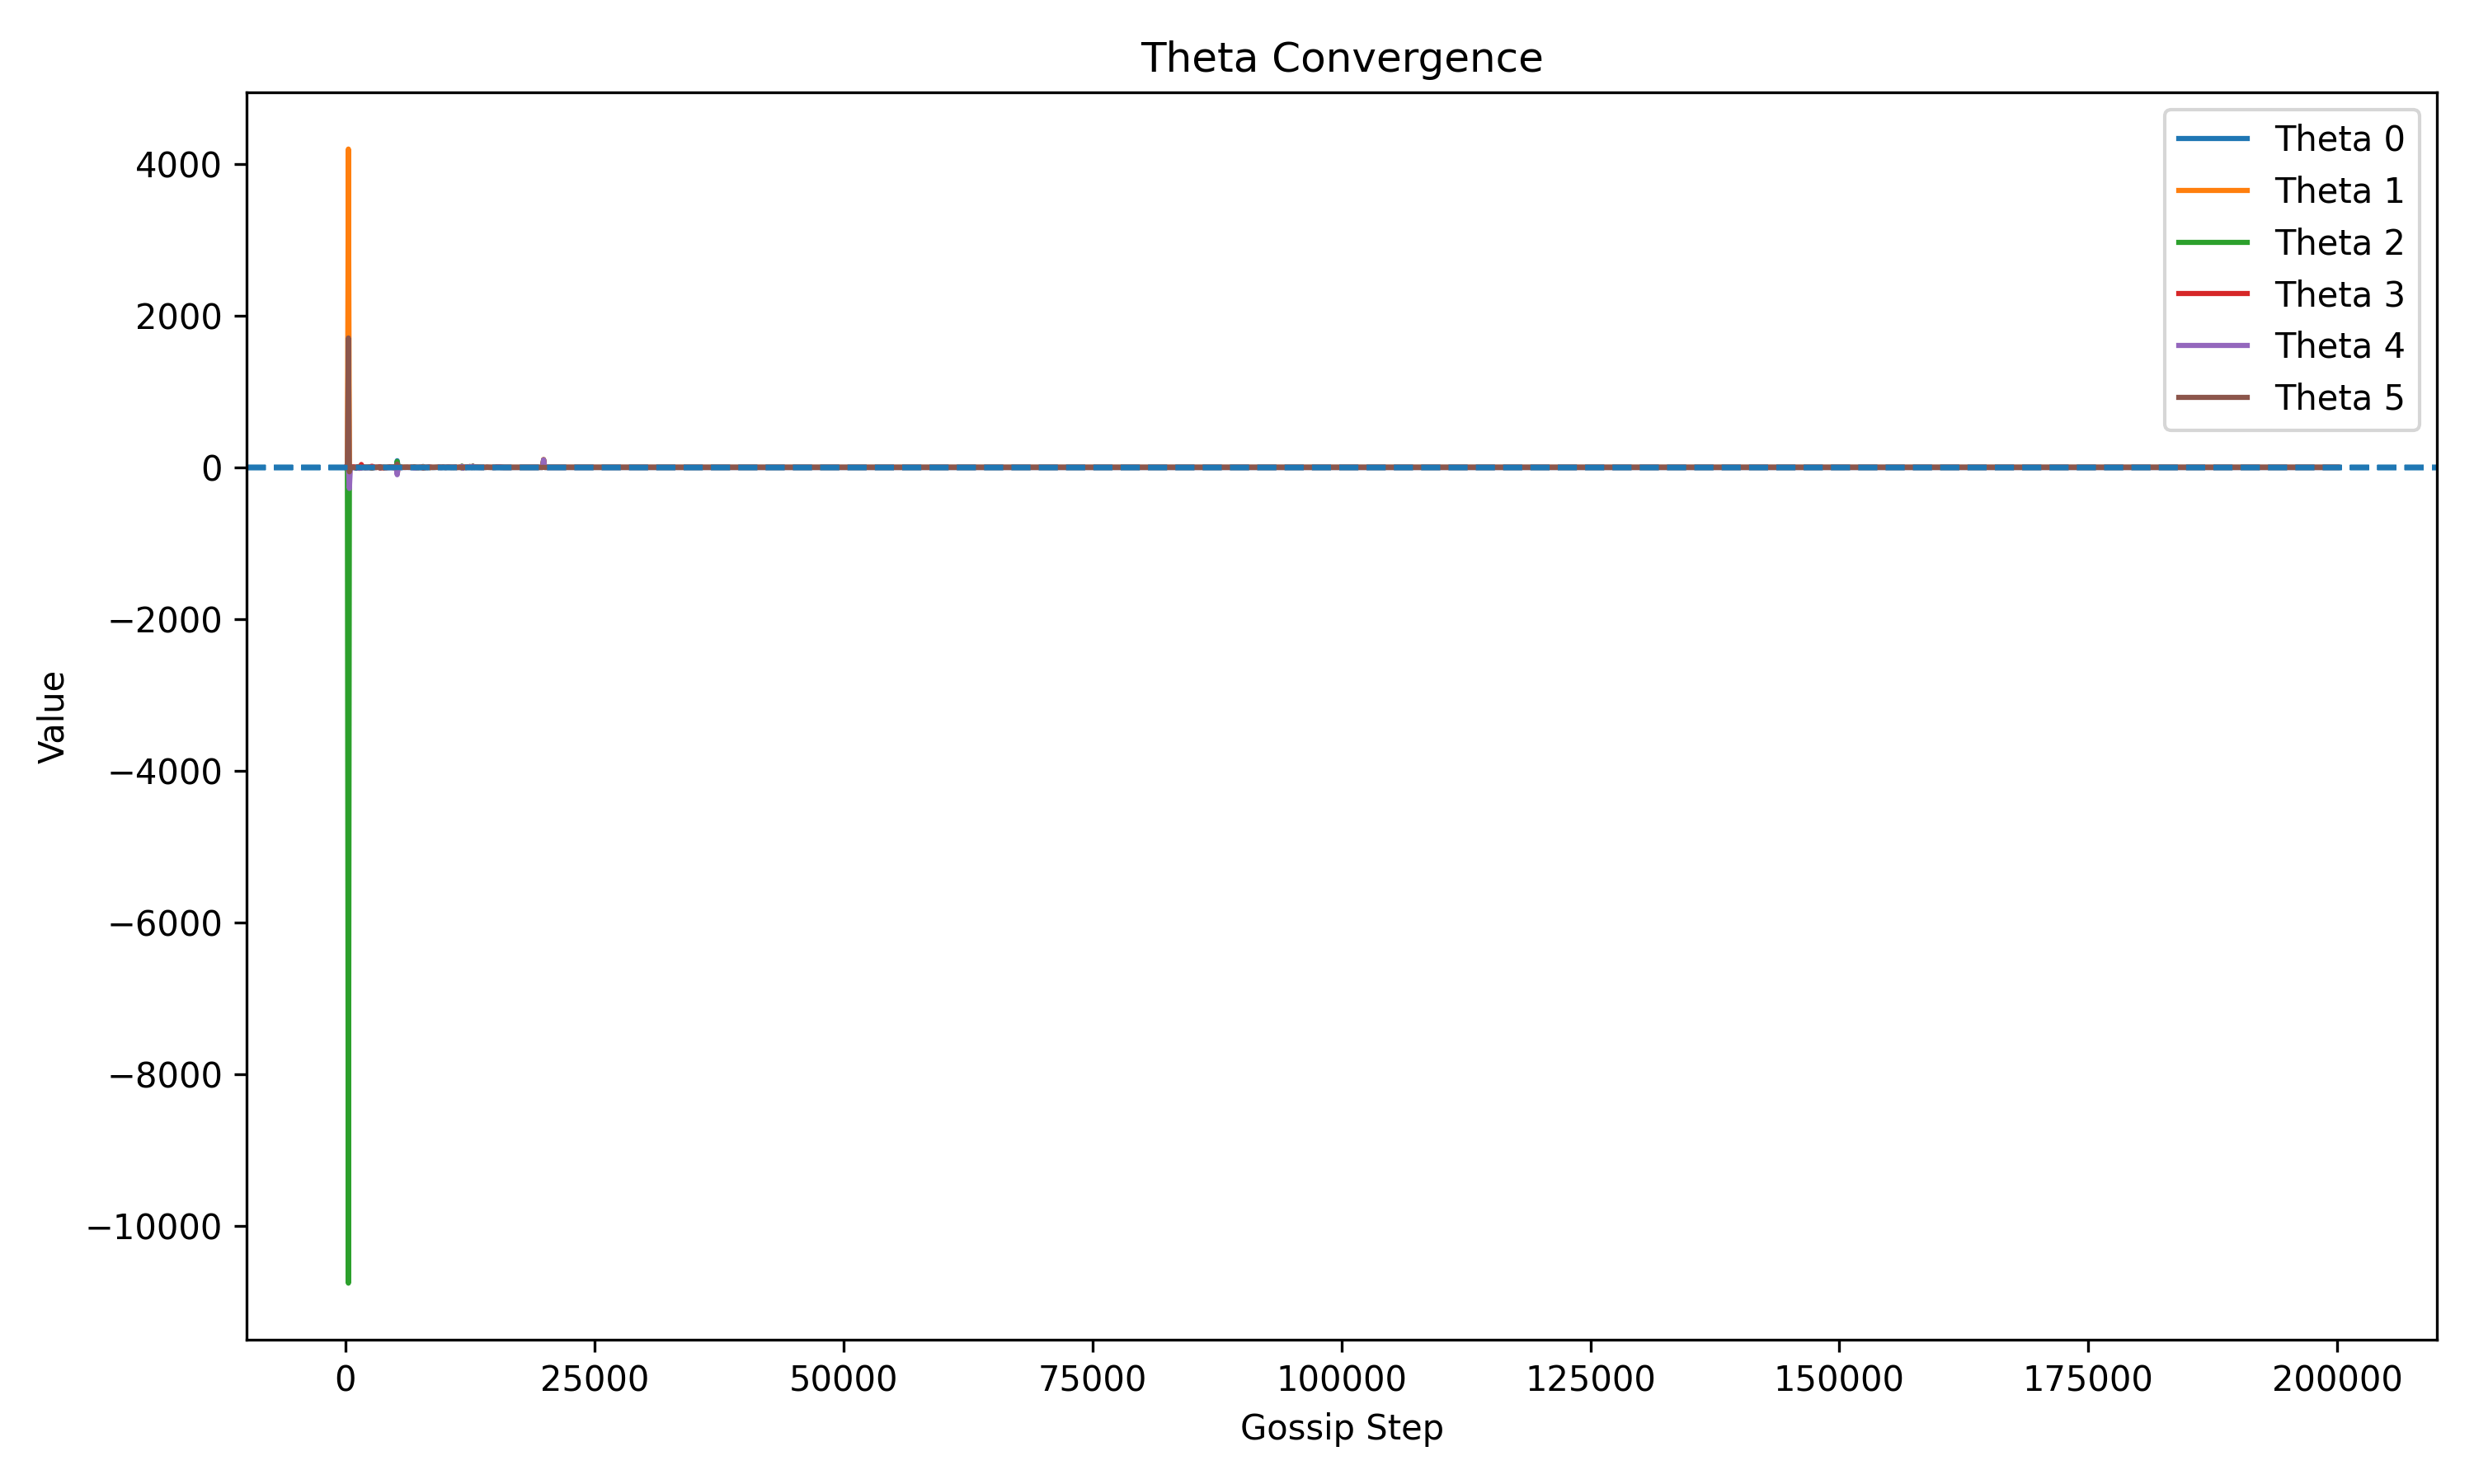 Theta Convergence
Theta 0
Theta 1
Theta 2
Theta 3
Theta 4
Theta 5
4000
2000
0
−2000
−4000
−6000
−8000
−10000
Value
0 25000 50000 75000 100000 125000 150000 175000 200000
Gossip Step